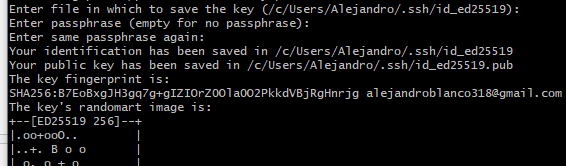 Enter file in which to save the key (/c/Users/Alejandro/.ssh/id_ed25519):
Enter passphrase (empty for no passphrase):
Enter same passphrase again:
Your identification has been saved in /c/Users/Alejandro/.ssh/id_ed25519
Your public key has been saved in /c/Users/Alejandro/.ssh/id_ed25519.pub
The key fingerprint is:
SHA256:B7EoBxgJH3gq7g+gIZIOrZ0Ola0O2PkkdVBjRgHnrjg alejandroblanco318@gmail.com
The key's randomart image is:
+--[ED25519 256]--+
|.oo+ooO..        |
|..+. B o o       |
| o. o + o        |